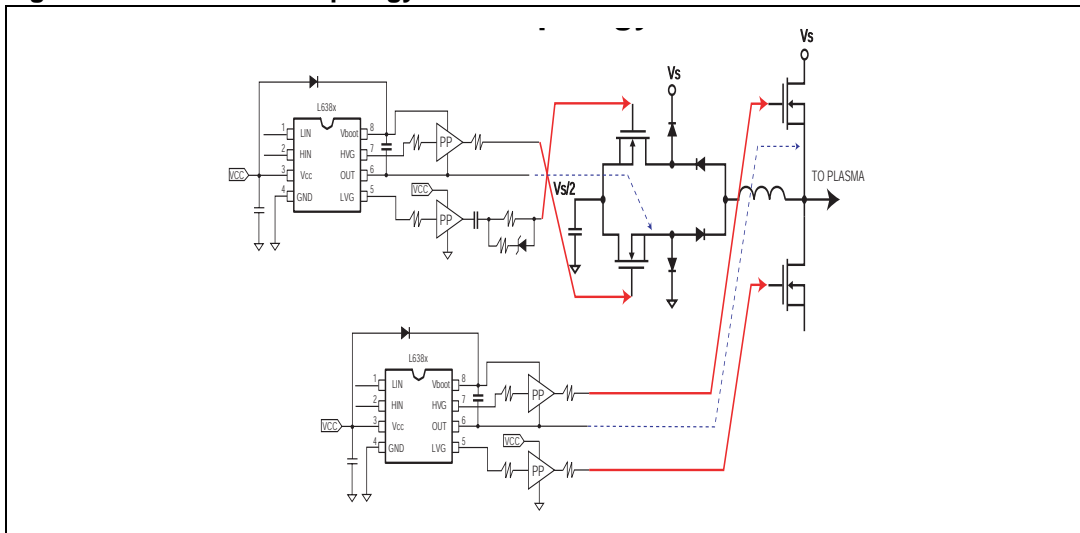 Vs
Vs
L638x
1 LIN Vboot 8
2 HIN HVG 7
VCC 3 Vcc OUT 6
4 GND LVG 5
PP
VCC
PP
Vs/2
TO PLASMA
L638x
1 LIN Vboot 8
2 HIN HVG 7
VCC 3 Vcc OUT 6
4 GND LVG 5
PP
VCC
PP